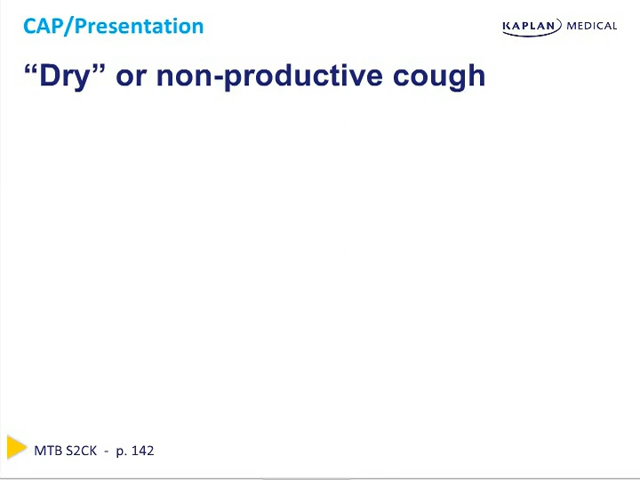 CAP/Presentation
KAPLAN MEDICAL
“Dry” or non-productive cough
MTB S2CK - p. 142